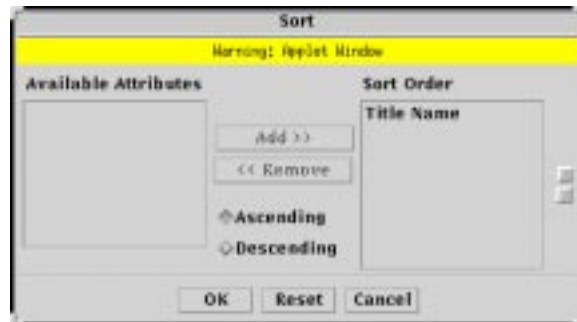 Sort
Warning: Applet Window
Available Attributes
Sort Order
Title Name
Add >>
<< Remove
Ascending
Descending
OK
Reset
Cancel